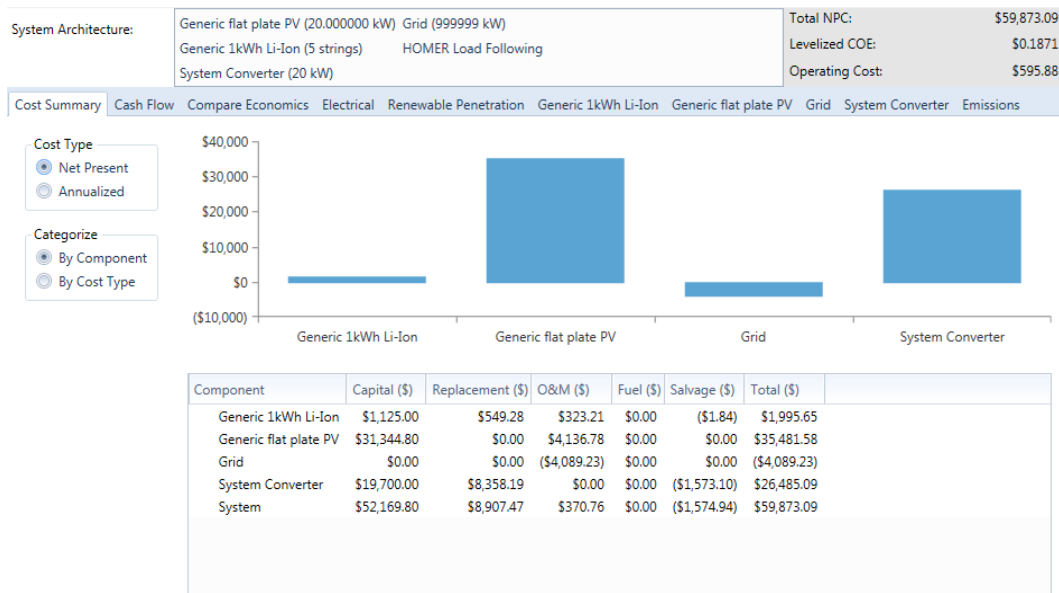 System Architecture:
Generic flat plate PV (20.000000 kW) Grid (999999 kW)
Generic 1kWh Li-Ion (5 strings) HOMER Load Following
System Converter (20 kW)
Total NPC: $59,873.09
Levelized COE: $0.1871
Operating Cost: $595.88
Cost Summary Cash Flow Compare Economics Electrical Renewable Penetration Generic 1kWh Li-Ion Generic flat plate PV Grid System Converter Emissions
Cost Type
Net Present
Annualized
Categorize
By Component
By Cost Type
$40,000
$30,000
$20,000
$10,000
$0
($10,000)
Generic 1kWh Li-Ion Generic flat plate PV Grid System Converter
Component Capital ($) Replacement ($) O&M ($) Fuel ($) Salvage ($) Total ($)
Generic 1kWh Li-Ion $1,125.00 $549.28 $323.21 $0.00 ($1.84) $1,995.65
Generic flat plate PV $31,344.80 $0.00 $4,136.78 $0.00 $0.00 $35,481.58
Grid $0.00 $0.00 ($4,089.23) $0.00 $0.00 ($4,089.23)
System Converter $19,700.00 $8,358.19 $0.00 $0.00 ($1,573.10) $26,485.09
System $52,169.80 $8,907.47 $370.76 $0.00 ($1,574.94) $59,873.09